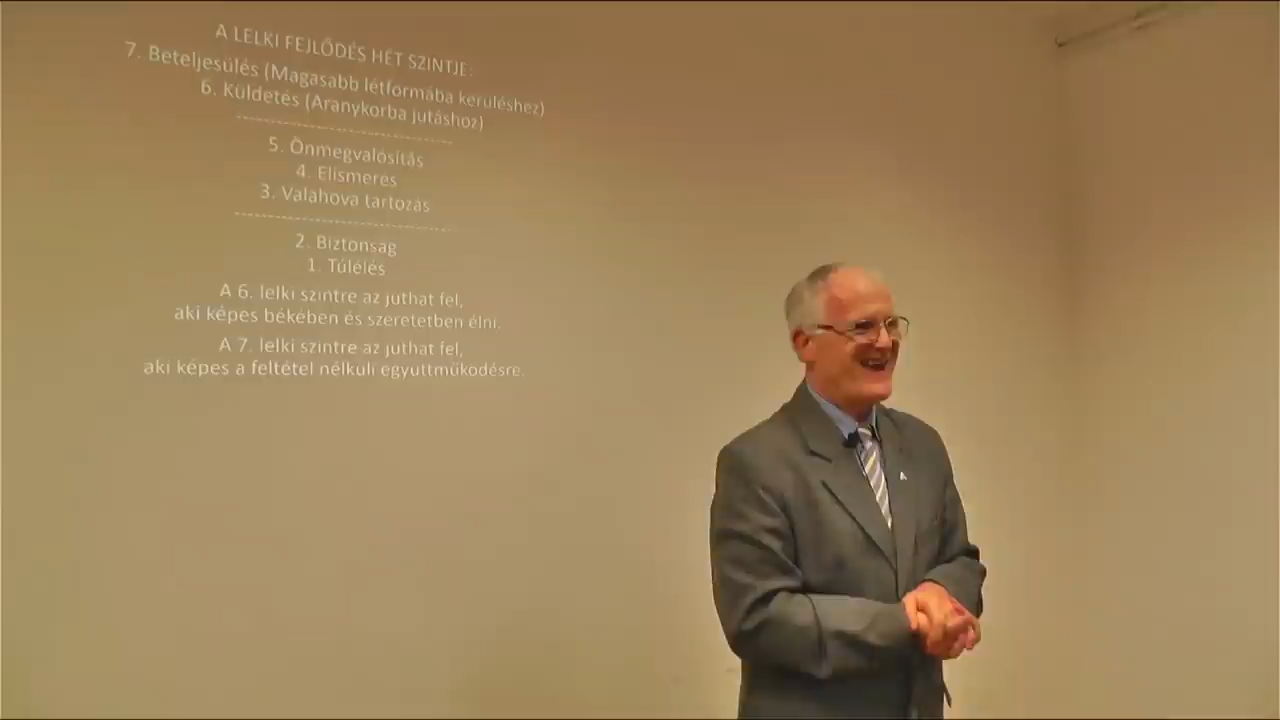 A LELKI FEJLŐDÉS HÉT SZINTJE:
7. Beteljesülés (Magasabb létformába kerüléshez)
6. Küldetés (Aranykorba jutáshoz)
--------------------------------
5. Önmegvalósítás
4. Elismerés
3. Valahova tartozás
--------------------------------
2. Biztonság
1. Túlélés
A 6. lelki szintre az juthat fel,
aki képes békében és szeretetben élni.
A 7. lelki szintre az juthat fel,
aki képes a feltétel nélküli együttműködésre.